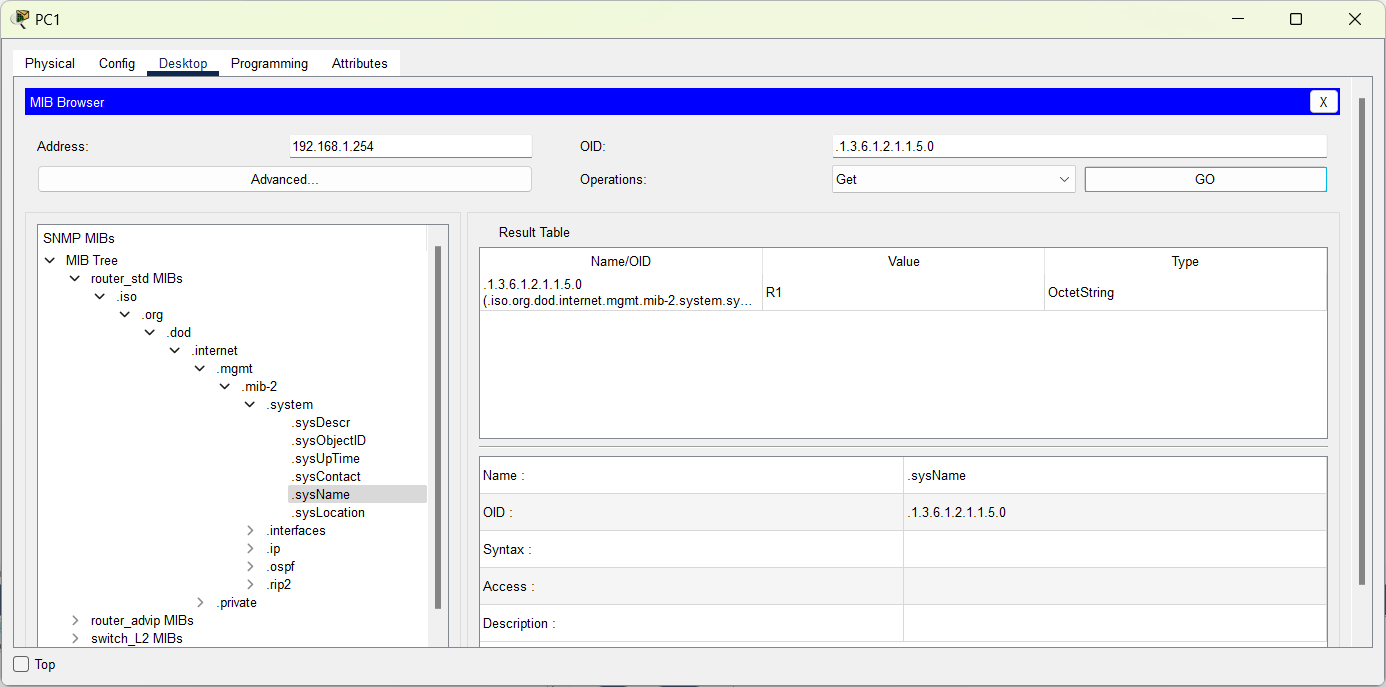 PC1
Physical Config Desktop Programming Attributes
MIB Browser X
Address: 192.168.1.254 OID: .1.3.6.1.2.1.1.5.0
Advanced... Operations: Get GO
SNMP MIBs
MIB Tree
router_std MIBs
.iso
.org
.dod
.internet
.mgmt
.mib-2
.system
.sysDescr
.sysObjectID
.sysUpTime
.sysContact
.sysName
.sysLocation
.interfaces
.ip
.ospf
.rip2
.private
router_advip MIBs
switch_L2 MIBs
Result Table
Name/OID Value Type
.1.3.6.1.2.1.1.5.0
(.iso.org.dod.internet.mgmt.mib-2.system.sy... R1 OctetString
Name : .sysName
OID : .1.3.6.1.2.1.1.5.0
Syntax :
Access :
Description :
Top